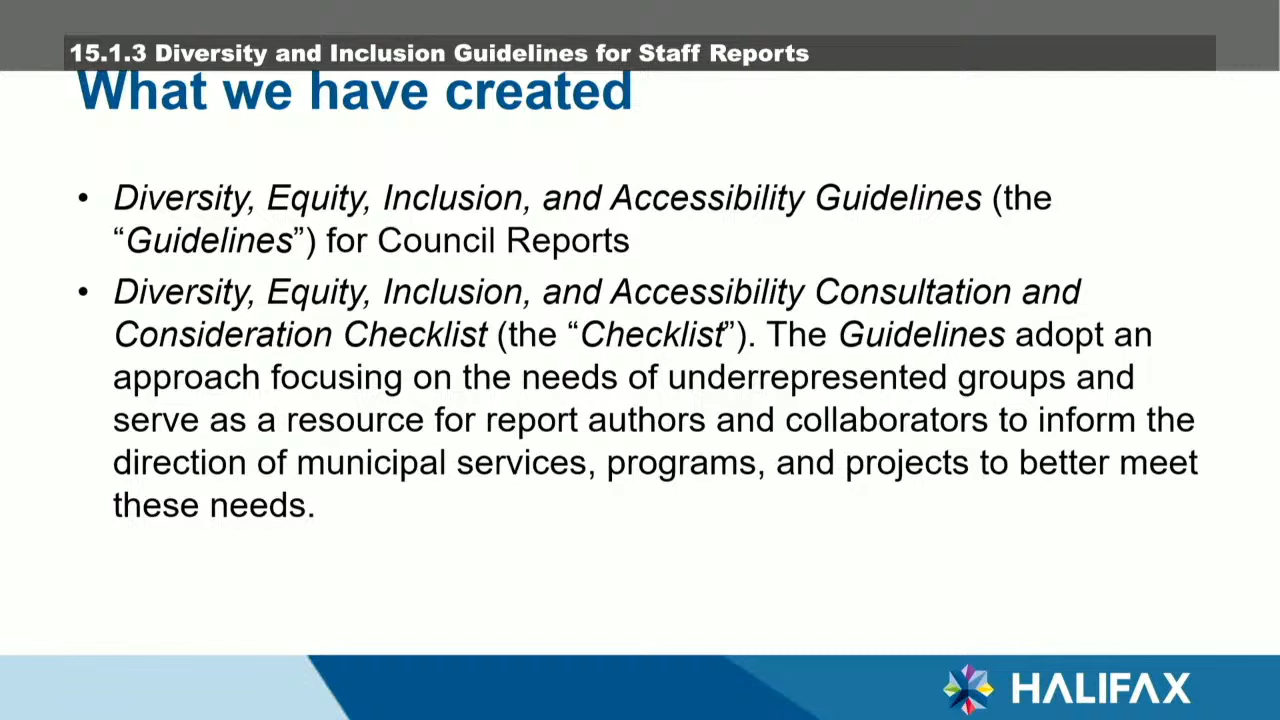 15.1.3 Diversity and Inclusion Guidelines for Staff Reports
What we have created
• Diversity, Equity, Inclusion, and Accessibility Guidelines (the
“Guidelines”) for Council Reports
• Diversity, Equity, Inclusion, and Accessibility Consultation and
Consideration Checklist (the “Checklist”). The Guidelines adopt an
approach focusing on the needs of underrepresented groups and
serve as a resource for report authors and collaborators to inform the
direction of municipal services, programs, and projects to better meet
these needs.
HALIFAX